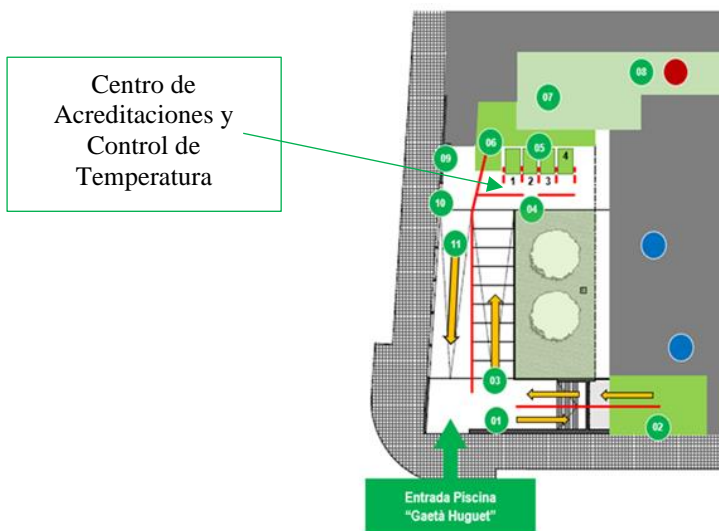 Centro de
Acreditaciones y
Control de
Temperatura
08
07
09
06
05
4
1
2
3
10
04
11
03
01
02
Entrada Piscina
"Gaetà Huguet"